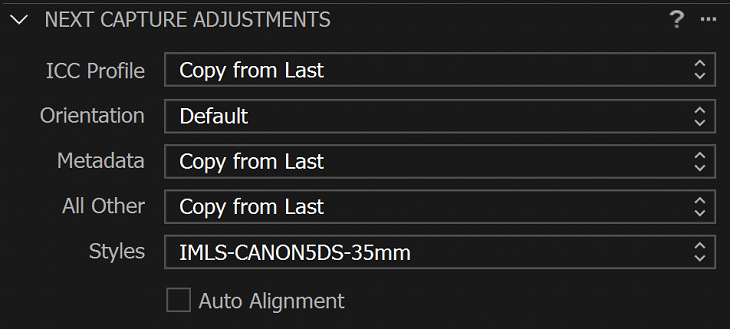 NEXT CAPTURE ADJUSTMENTS ? ...
ICC Profile Copy from Last
Orientation Default
Metadata Copy from Last
All Other Copy from Last
Styles IMLS-CANON5DS-35mm
Auto Alignment